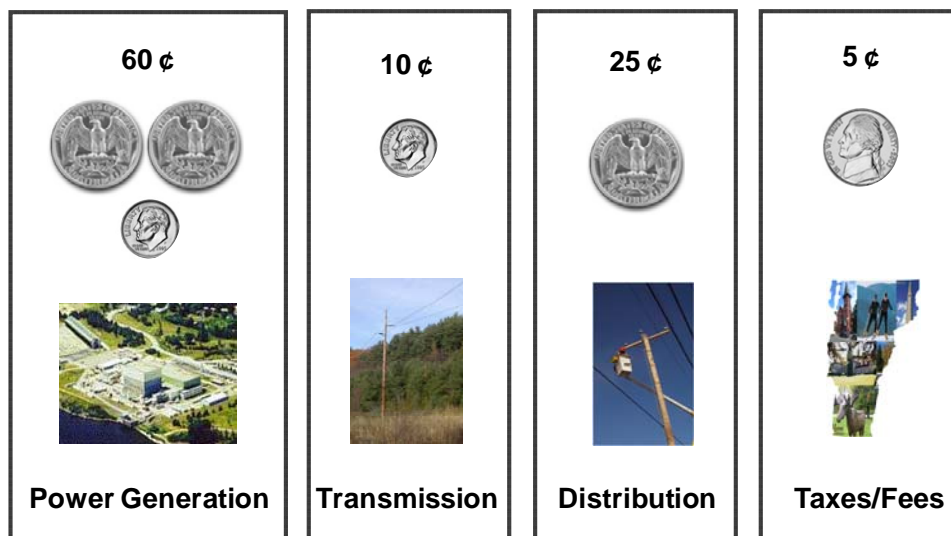 60 ¢
10 ¢
25 ¢
5 ¢
Power Generation
Transmission
Distribution
Taxes/Fees